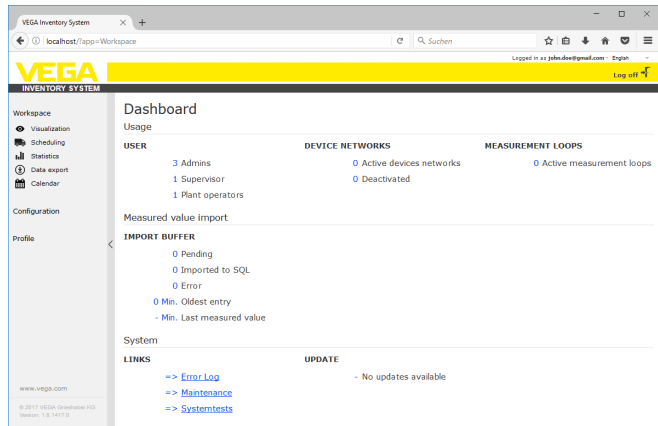 VEGA Inventory System
localhost/?app=Workspace
Suchen
Logged in as john.doe@gmail.com - English
VEGA
Log off
INVENTORY SYSTEM
Workspace
Visualization
Scheduling
Statistics
Data export
Calendar
Configuration
Profile
www.vega.com
© 2017 VEGA Grieshaber KG
Dashboard
Usage
USER
3 Admins
1 Supervisor
1 Plant operators
DEVICE NETWORKS
0 Active devices networks
0 Deactivated
MEASUREMENT LOOPS
0 Active measurement loops
Measured value import
IMPORT BUFFER
0 Pending
0 Imported to SQL
0 Error
0 Min. Oldest entry
- Min. Last measured value
System
LINKS
=> Error Log
=> Maintenance
=> Systemtests
UPDATE
- No updates available